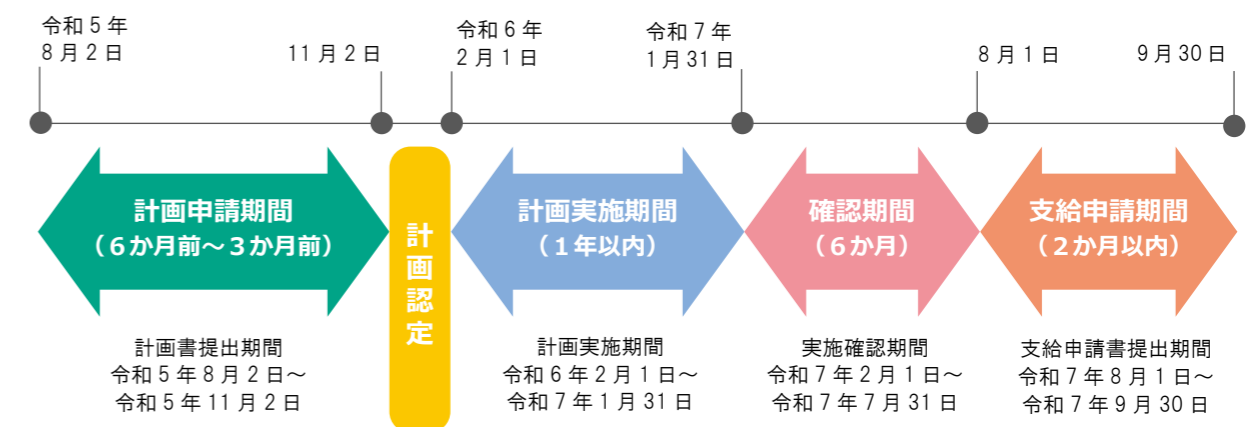 令和5年
8月2日
11月2日
令和6年
2月1日
令和7年
1月31日
8月1日
9月30日
計画申請期間
（6か月前～3か月前）
計画認定
計画実施期間
（1年以内）
確認期間
（6か月）
支給申請期間
（2か月以内）
計画書提出期間
令和5年8月2日～
令和5年11月2日
計画実施期間
令和6年2月1日～
令和7年1月31日
実施確認期間
令和7年2月1日～
令和7年7月31日
支給申請書提出期間
令和7年8月1日～
令和7年9月30日